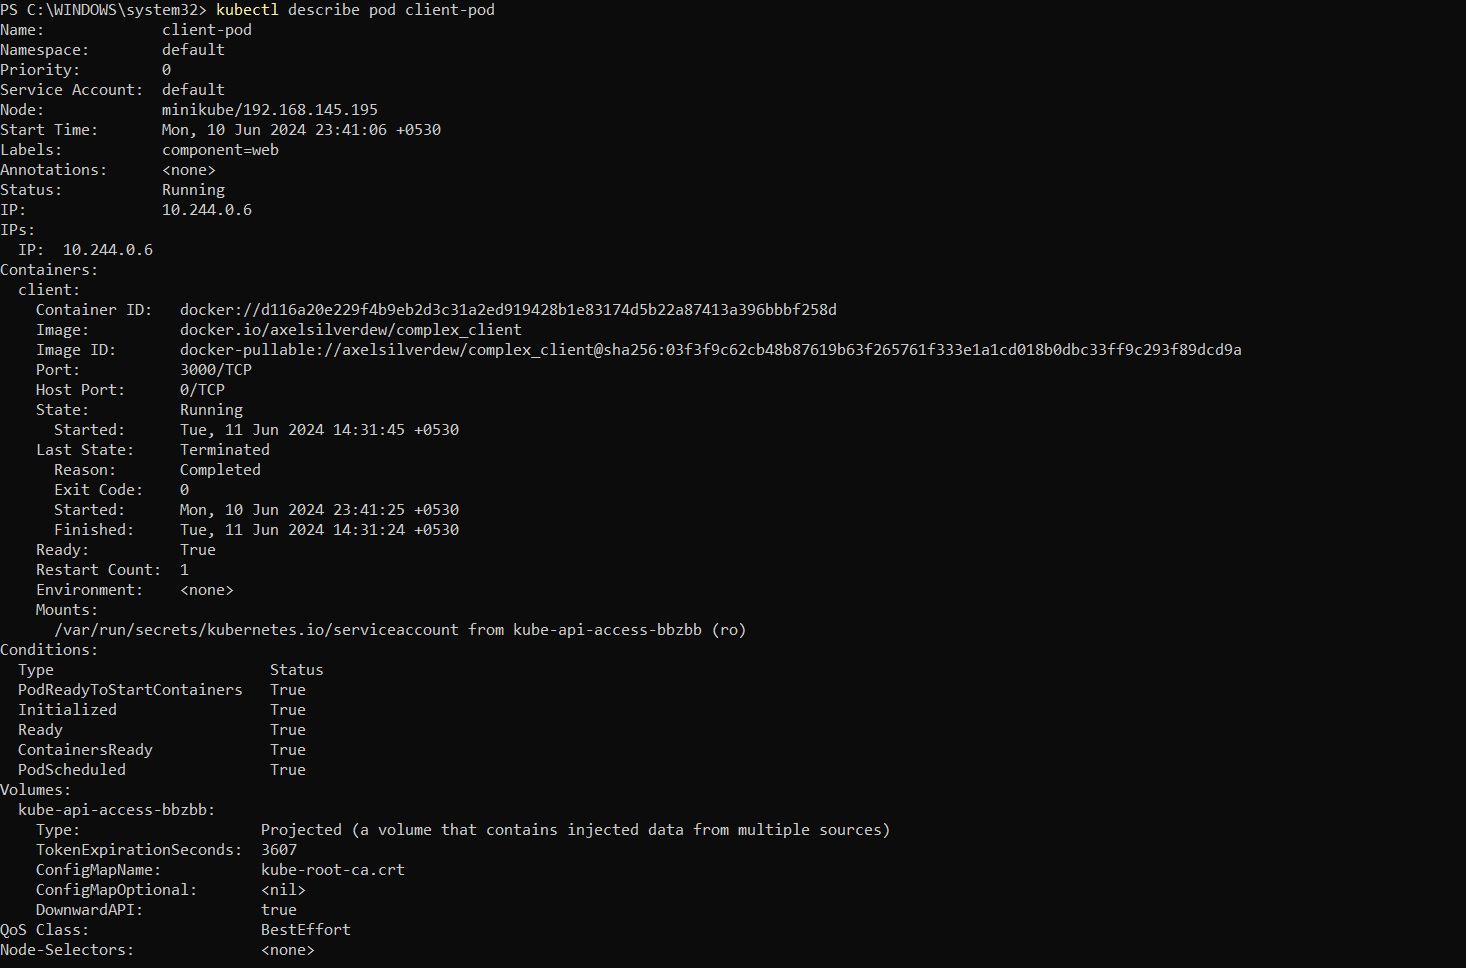 PS C:\WINDOWS\system32> kubectl describe pod client-pod
Name:             client-pod
Namespace:        default
Priority:         0
Service Account:  default
Node:             minikube/192.168.145.195
Start Time:       Mon, 10 Jun 2024 23:41:06 +0530
Labels:           component=web
Annotations:      <none>
Status:           Running
IP:               10.244.0.6
IPs:
  IP:  10.244.0.6
Containers:
  client:
    Container ID:   docker://d116a20e229f4b9eb2d3c31a2ed919428b1e83174d5b22a87413a396bbbf258d
    Image:          docker.io/axelsilverdew/complex_client
    Image ID:       docker-pullable://axelsilverdew/complex_client@sha256:03f3f9c62cb48b87619b63f265761f333e1a1cd018b0dbc33ff9c293f89dcd9a
    Port:           3000/TCP
    Host Port:      0/TCP
    State:          Running
      Started:      Tue, 11 Jun 2024 14:31:45 +0530
    Last State:     Terminated
      Reason:       Completed
      Exit Code:    0
      Started:      Mon, 10 Jun 2024 23:41:25 +0530
      Finished:     Tue, 11 Jun 2024 14:31:24 +0530
    Ready:          True
    Restart Count:  1
    Environment:    <none>
    Mounts:
      /var/run/secrets/kubernetes.io/serviceaccount from kube-api-access-bbzbb (ro)
Conditions:
  Type                        Status
  PodReadyToStartContainers   True
  Initialized                 True
  Ready                       True
  ContainersReady             True
  PodScheduled                True
Volumes:
  kube-api-access-bbzbb:
    Type:                    Projected (a volume that contains injected data from multiple sources)
    TokenExpirationSeconds:  3607
    ConfigMapName:           kube-root-ca.crt
    ConfigMapOptional:       <nil>
    DownwardAPI:             true
QoS Class:                   BestEffort
Node-Selectors:              <none>